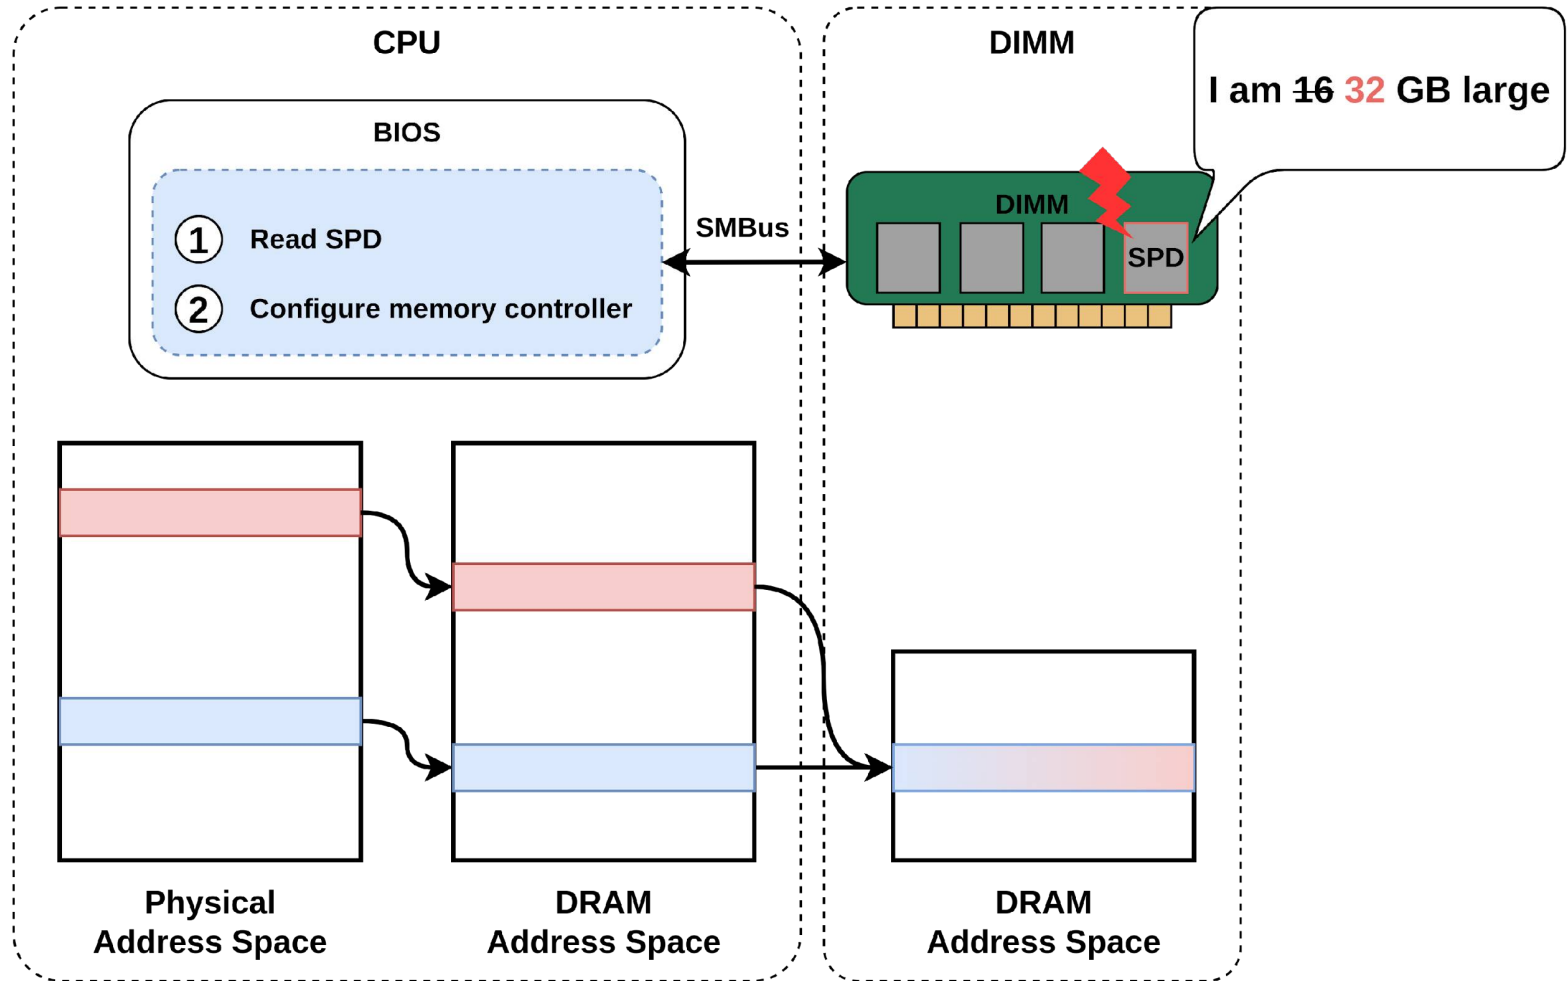 CPU
DIMM
I am 16 32 GB large
BIOS
1 Read SPD
2 Configure memory controller
SMBus
DIMM
SPD
Physical
Address Space
DRAM
Address Space
DRAM
Address Space